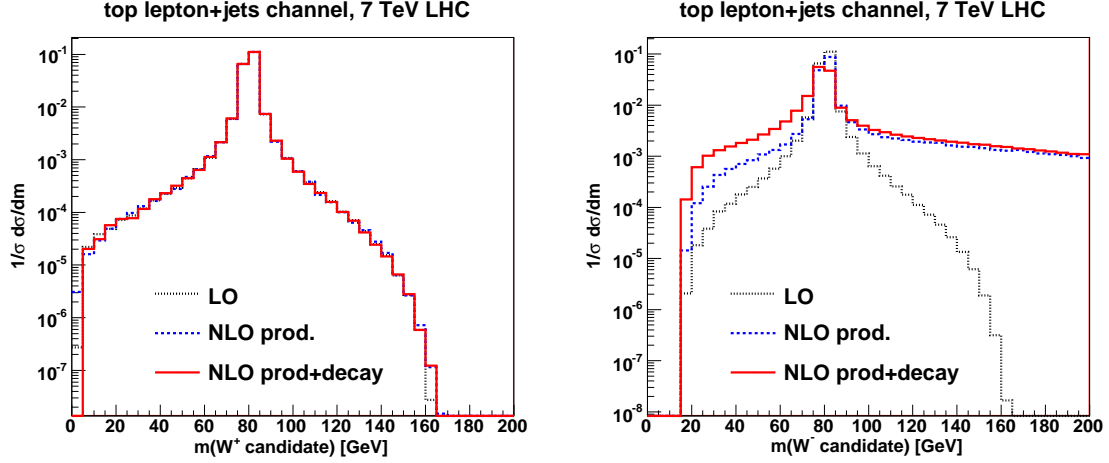 top lepton+jets channel, 7 TeV LHC
1/σ dσ/dm
10⁻¹
10⁻²
10⁻³
10⁻⁴
10⁻⁵
10⁻⁶
10⁻⁷
LO
NLO prod.
NLO prod+decay
0 20 40 60 80 100 120 140 160 180 200
m(W⁺ candidate) [GeV]
top lepton+jets channel, 7 TeV LHC
1/σ dσ/dm
10⁻¹
10⁻²
10⁻³
10⁻⁴
10⁻⁵
10⁻⁶
10⁻⁷
10⁻⁸
LO
NLO prod.
NLO prod+decay
0 20 40 60 80 100 120 140 160 180 200
m(W⁻ candidate) [GeV]